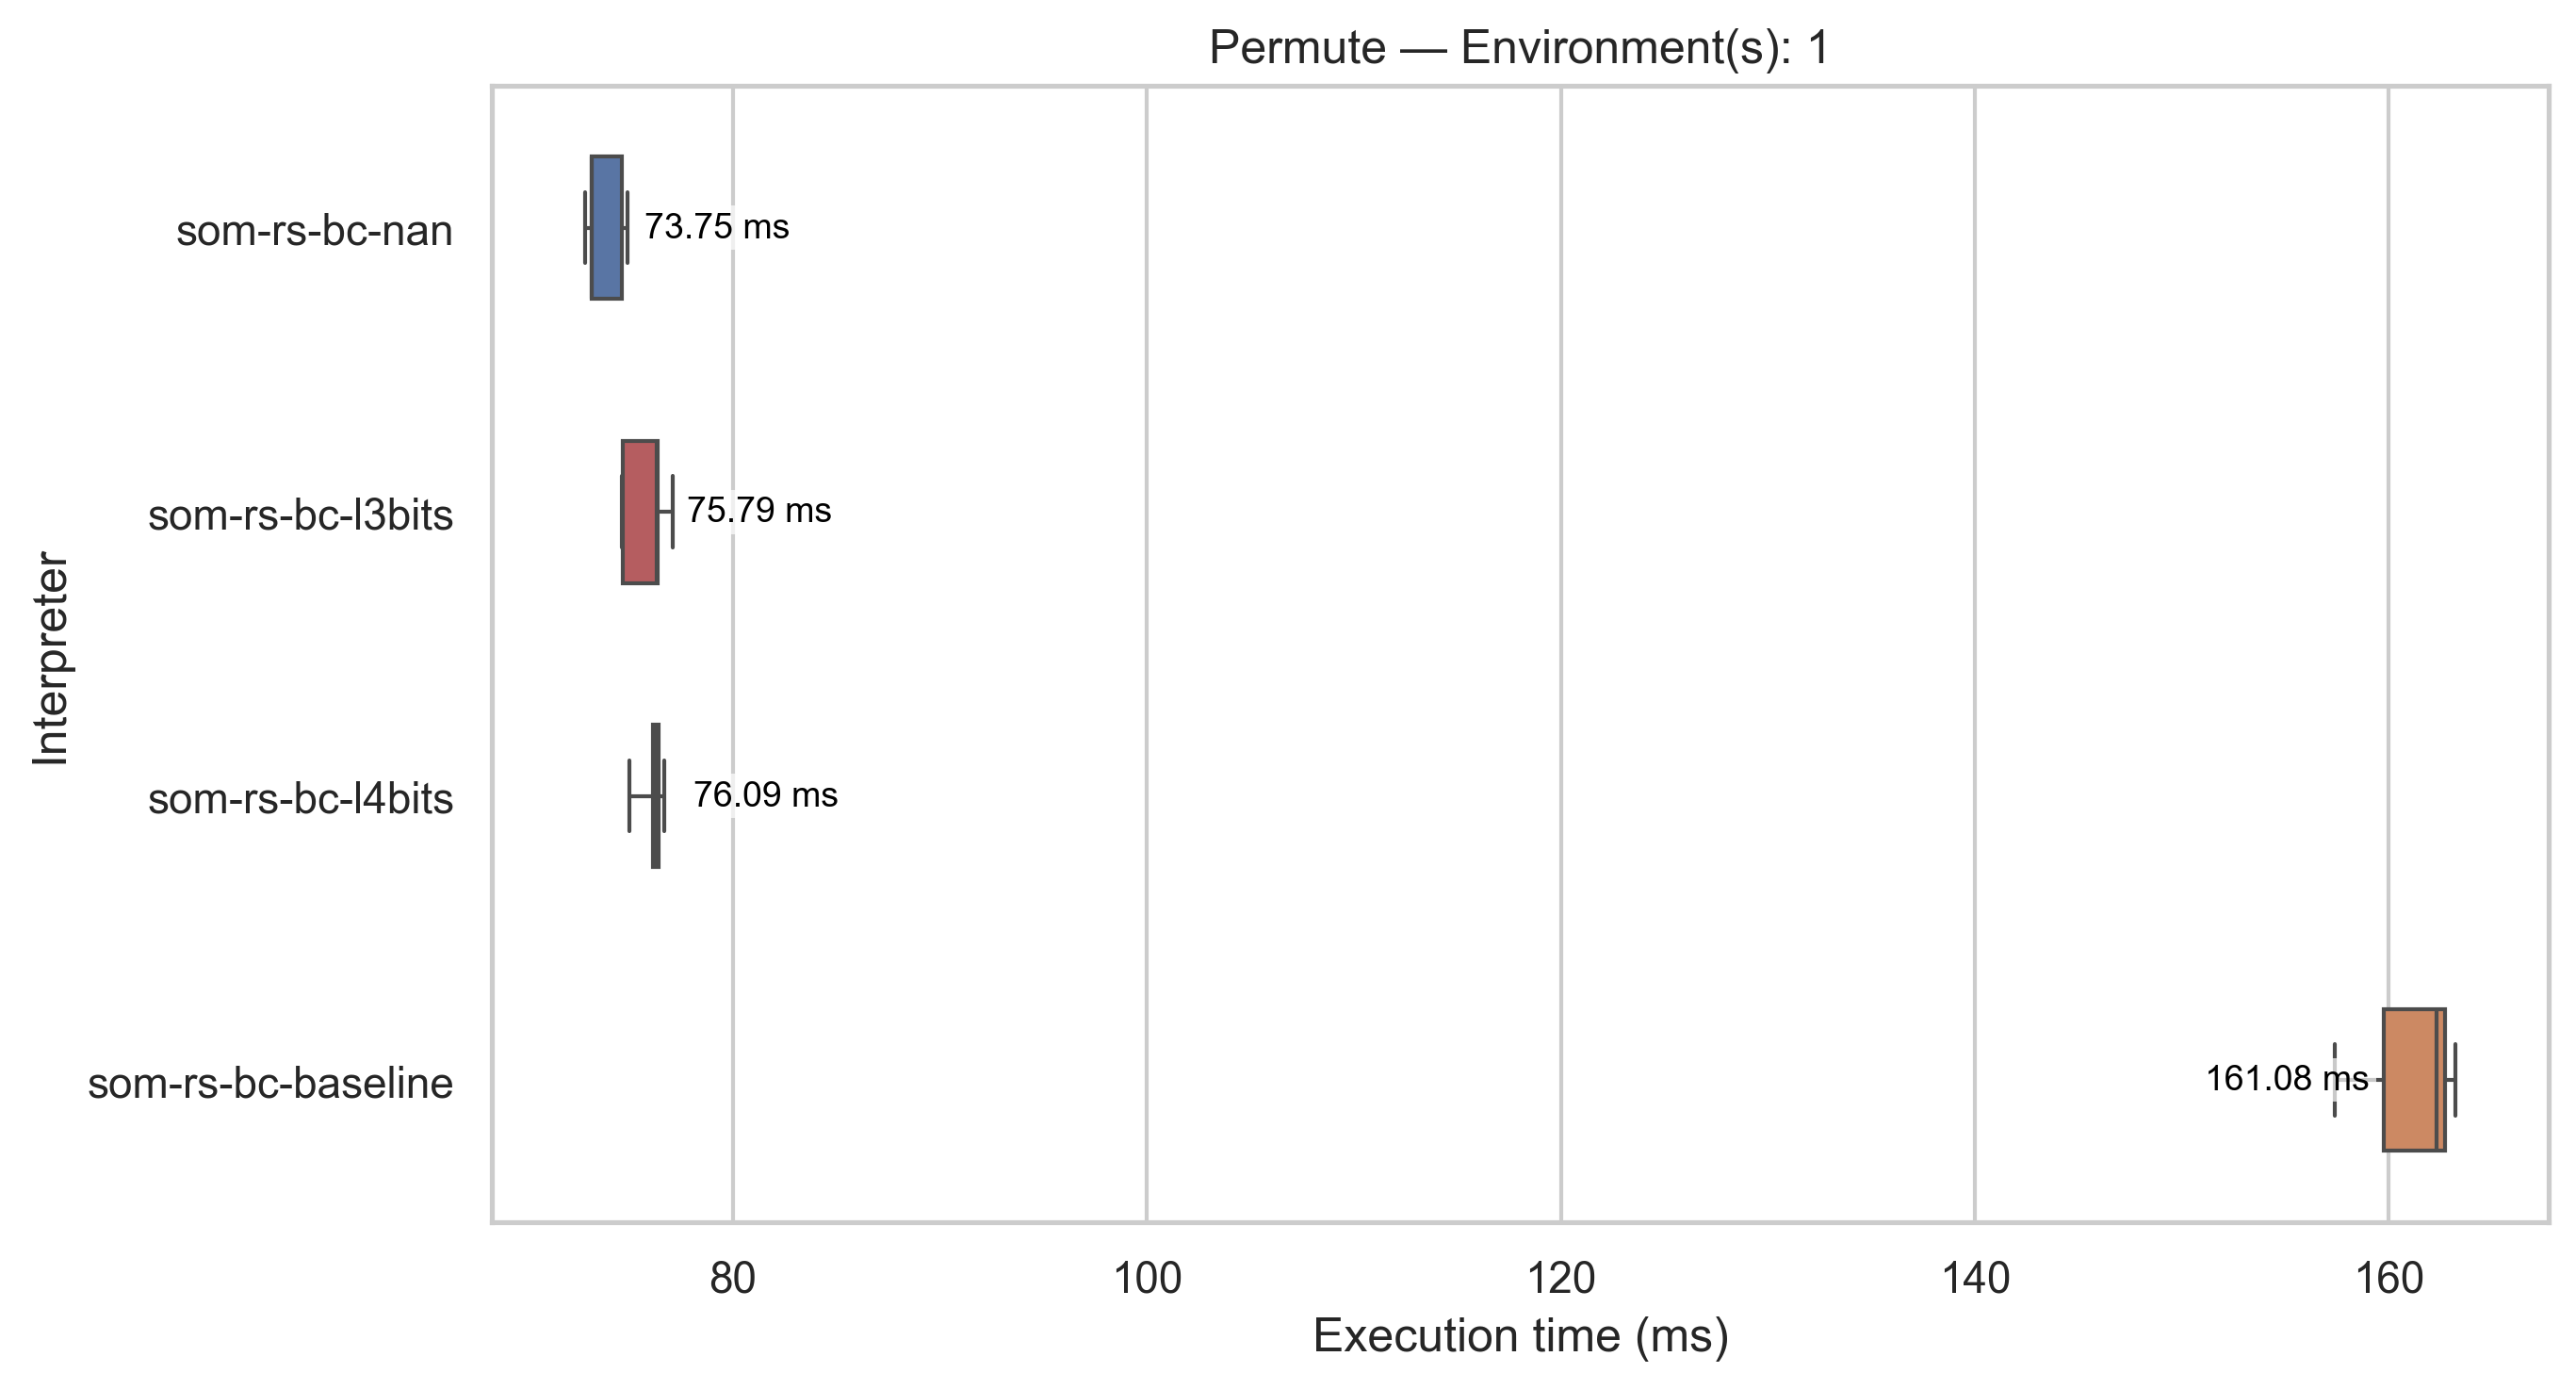 Permute — Environment(s): 1
Interpreter
som-rs-bc-nan
73.75 ms
som-rs-bc-l3bits
75.79 ms
som-rs-bc-l4bits
76.09 ms
som-rs-bc-baseline
161.08 ms
80
100
120
140
160
Execution time (ms)